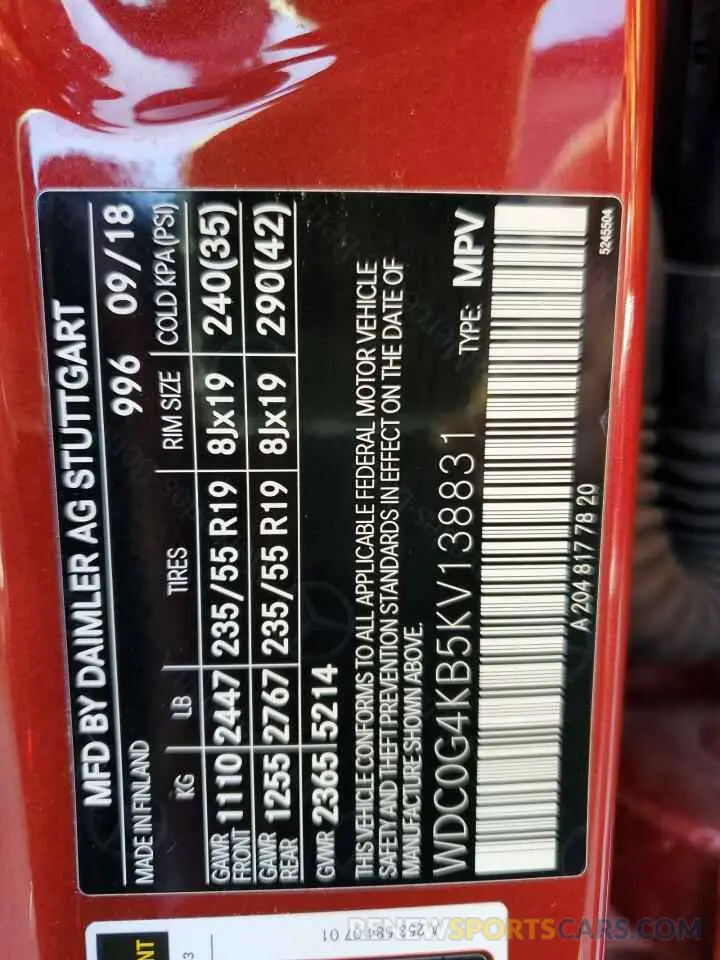 MFD BY DAIMLER AG STUTTGART
MADE IN FINLAND 996 09/18
KG LB TIRES RIM SIZE COLD KPA (PSI)
GAWR FRONT 1110 2447 235/55 R19 8Jx19 240(35)
GAWR REAR 1255 2767 235/55 R19 8Jx19 290(42)
GVWR 2365 5214
THIS VEHICLE CONFORMS TO ALL APPLICABLE FEDERAL MOTOR VEHICLE
SAFETY AND THEFT PREVENTION STANDARDS IN EFFECT ON THE DATE OF
MANUFACTURE SHOWN ABOVE.
WDC0G4KB5KV138831 TYPE: MPV
A 204 817 78 20
5245504
RENEWSPORTSCARS.COM